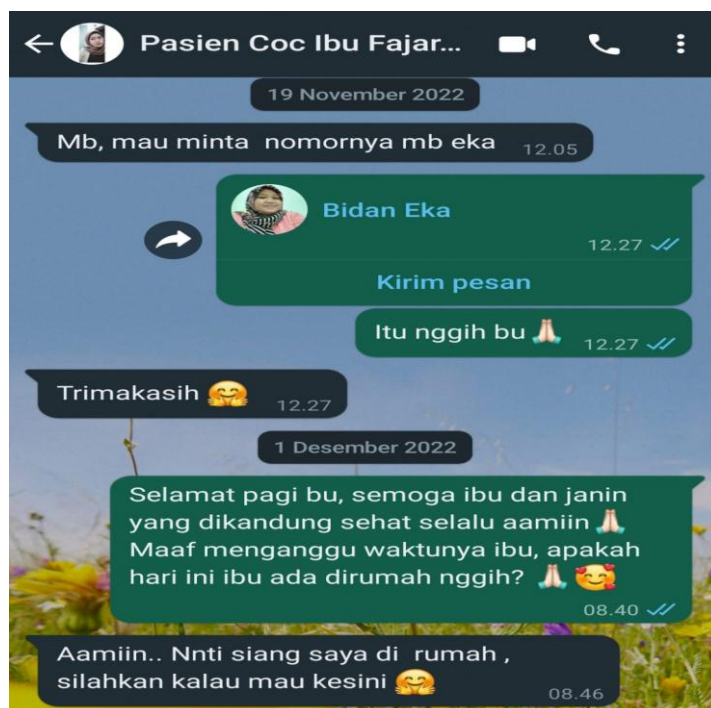 Pasien Coc Ibu Fajar...
19 November 2022
Mb, mau minta nomornya mb eka 12.05
Bidan Eka
12.27
Kirim pesan
Itu nggih bu 🙏🏻 12.27
Trimakasih 🤗 12.27
1 Desember 2022
Selamat pagi bu, semoga ibu dan janin
yang dikandung sehat selalu aamiin 🙏🏻
Maaf menganggu waktunya ibu, apakah
hari ini ibu ada dirumah nggih? 🙏🏻 🥰
08.40
Aamiin.. Nnti siang saya di rumah ,
silahkan kalau mau kesini 🤗 08.46